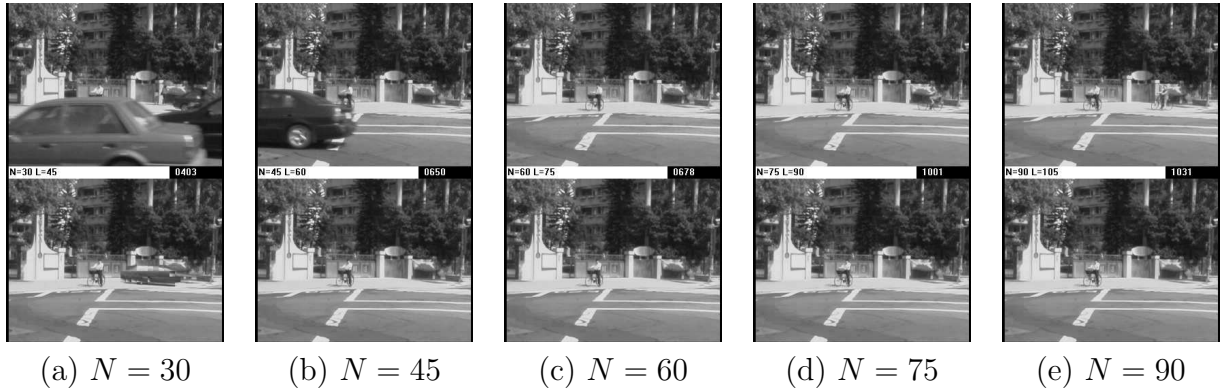 N=30 L=45 0403
N=45 L=60 0650
N=60 L=75 0678
N=75 L=90 1001
N=90 L=105 1031
(a) N = 30
(b) N = 45
(c) N = 60
(d) N = 75
(e) N = 90